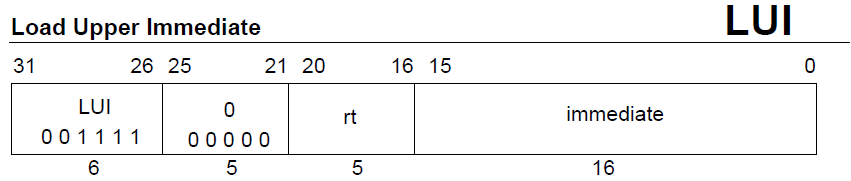 Load Upper Immediate LUI
31 26 25 21 20 16 15 0
LUI 0 rt immediate
0 0 1 1 1 1 0 0 0 0 0
6 5 5 16